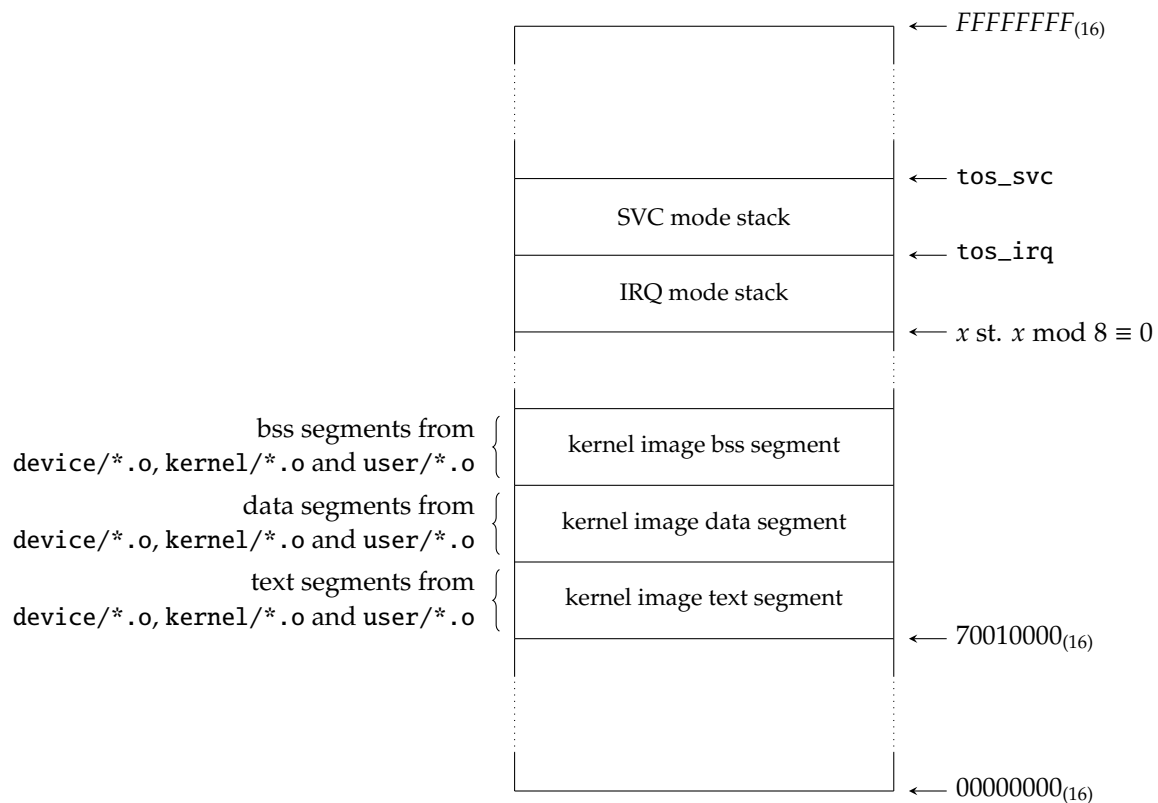 FFFFFFFF(16)
tos_svc
SVC mode stack
tos_irq
IRQ mode stack
x st. x mod 8 ≡ 0
bss segments from
device/*.o, kernel/*.o and user/*.o
kernel image bss segment
data segments from
device/*.o, kernel/*.o and user/*.o
kernel image data segment
text segments from
device/*.o, kernel/*.o and user/*.o
kernel image text segment
70010000(16)
00000000(16)